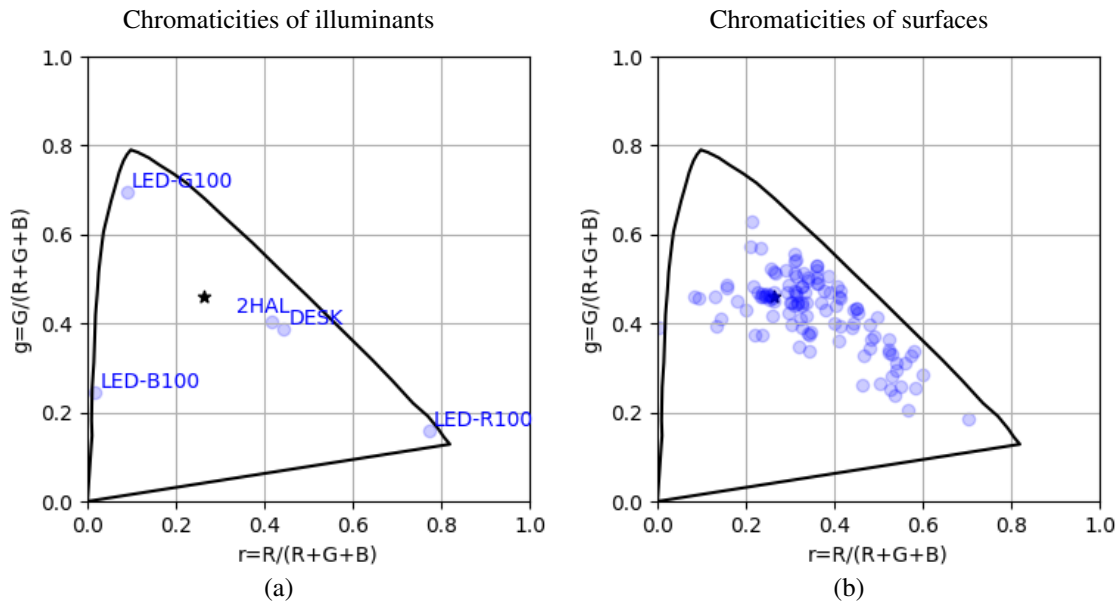 Chromaticities of illuminants
1.0
0.8
0.6
0.4
0.2
0.0
g=G/(R+G+B)
LED-G100
2HAL
DESK
LED-B100
LED-R100
0.0 0.2 0.4 0.6 0.8 1.0
r=R/(R+G+B)
(a)
Chromaticities of surfaces
1.0
0.8
0.6
0.4
0.2
0.0
g=G/(R+G+B)
0.0 0.2 0.4 0.6 0.8 1.0
r=R/(R+G+B)
(b)